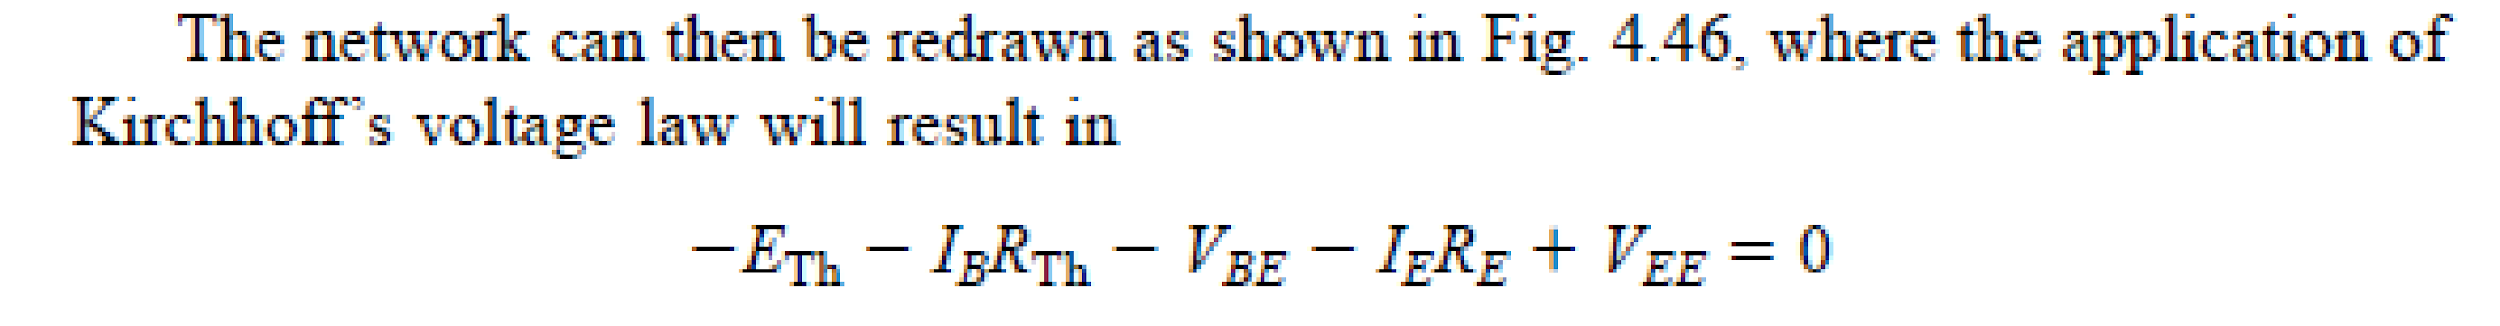 The network can then be redrawn as shown in Fig. 4.46, where the application of
Kirchhoff's voltage law will result in
−E_Th − I_B R_Th − V_BE − I_E R_E + V_EE = 0